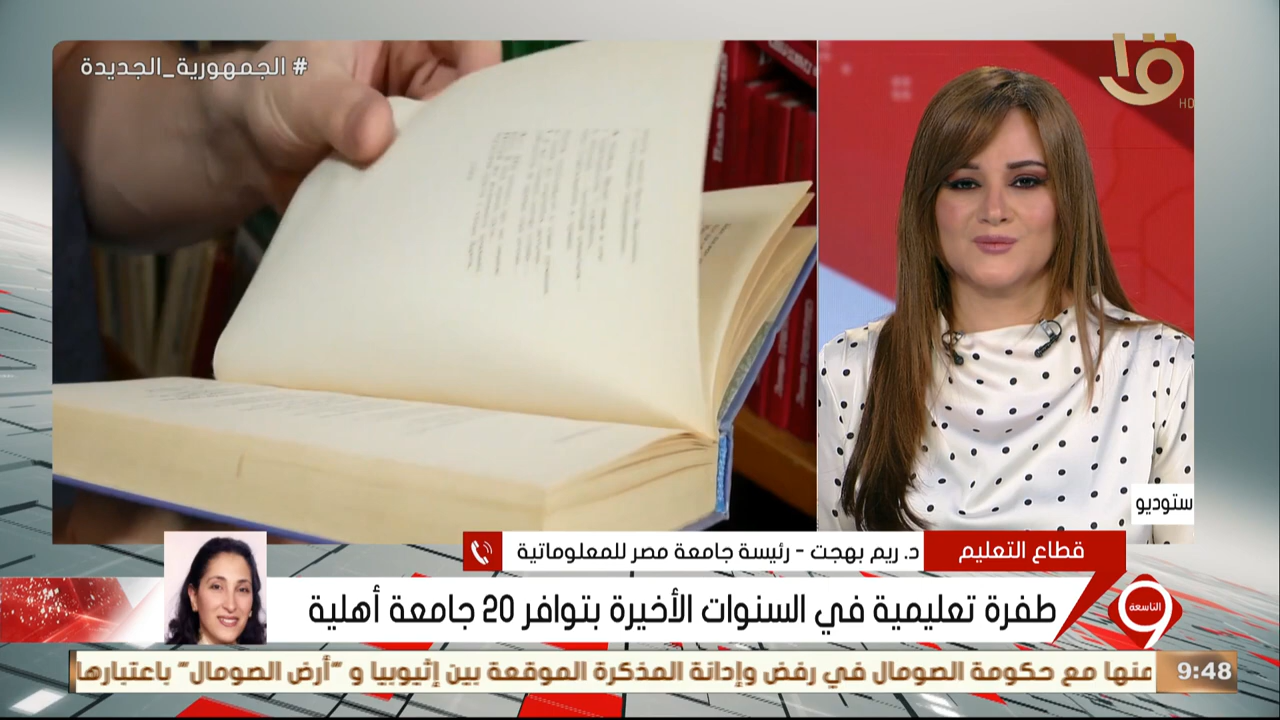 # الجمهورية_الجديدة
HD
ستوديو
قطاع التعليم
د. ريم بهجت - رئيسة جامعة مصر للمعلوماتية
طفرة تعليمية في السنوات الأخيرة بتوافر 20 جامعة أهلية
التاسعة
منها مع حكومة الصومال في رفض وإدانة المذكرة الموقعة بين إثيوبيا و "أرض الصومال" باعتبارها
9:48